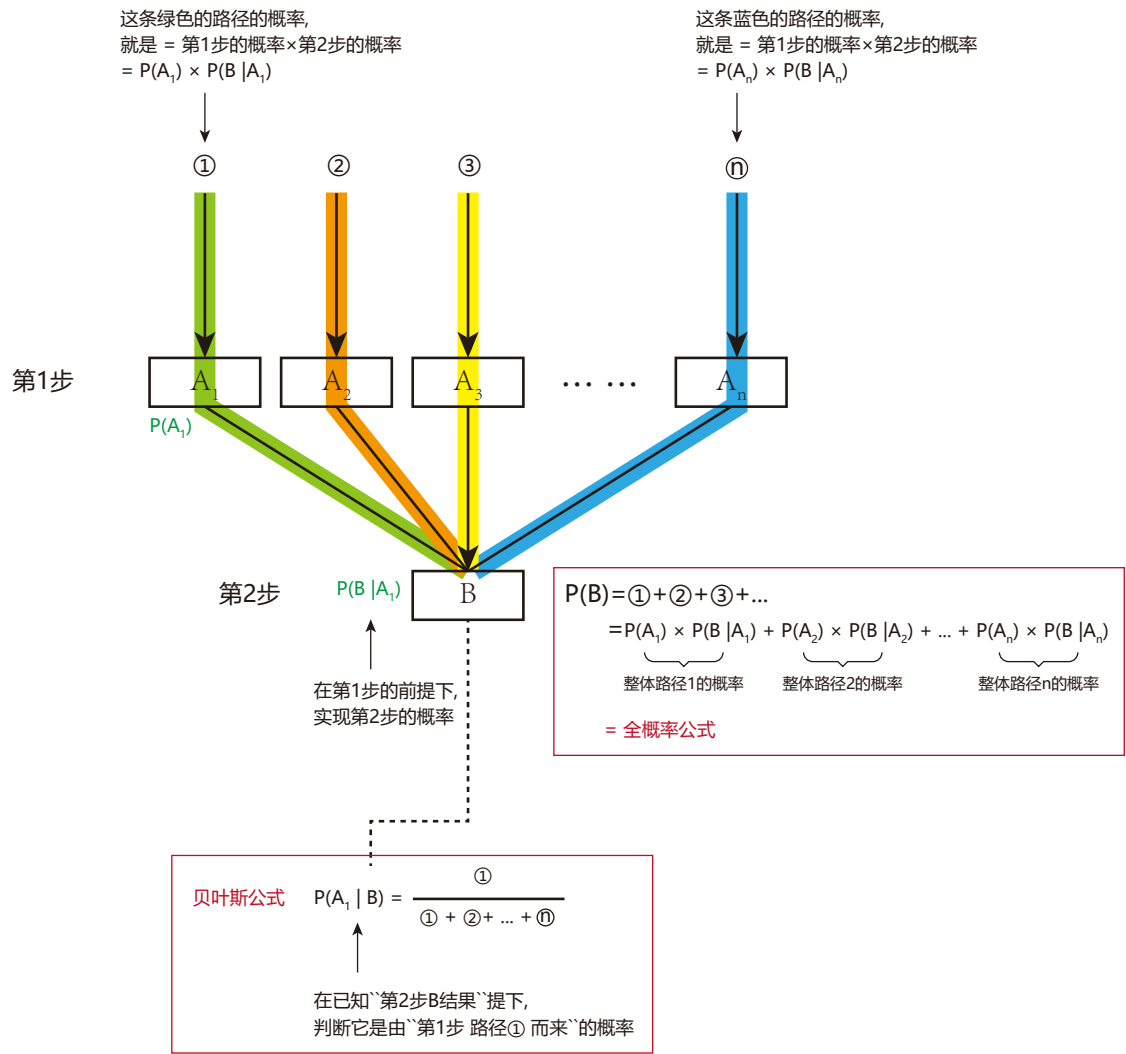 这条绿色的路径的概率,
就是 = 第1步的概率×第2步的概率
= P(A₁) × P(B |A₁)
这条蓝色的路径的概率,
就是 = 第1步的概率×第2步的概率
= P(Aₙ) × P(B |Aₙ)
① ② ③ ⓝ
第1步 A₁ A₂ A₃ … … Aₙ
P(A₁)
第2步 P(B |A₁) B
在第1步的前提下,
实现第2步的概率
P(B)=①+②+③+...
=P(A₁) × P(B |A₁) + P(A₂) × P(B |A₂) + ... + P(Aₙ) × P(B |Aₙ)
整体路径1的概率 整体路径2的概率 整体路径n的概率
= 全概率公式
①
贝叶斯公式 P(A₁ | B) =
① + ②+ ... + ⓝ
在已知``第2步B结果``提下,
判断它是由``第1步 路径① 而来``的概率